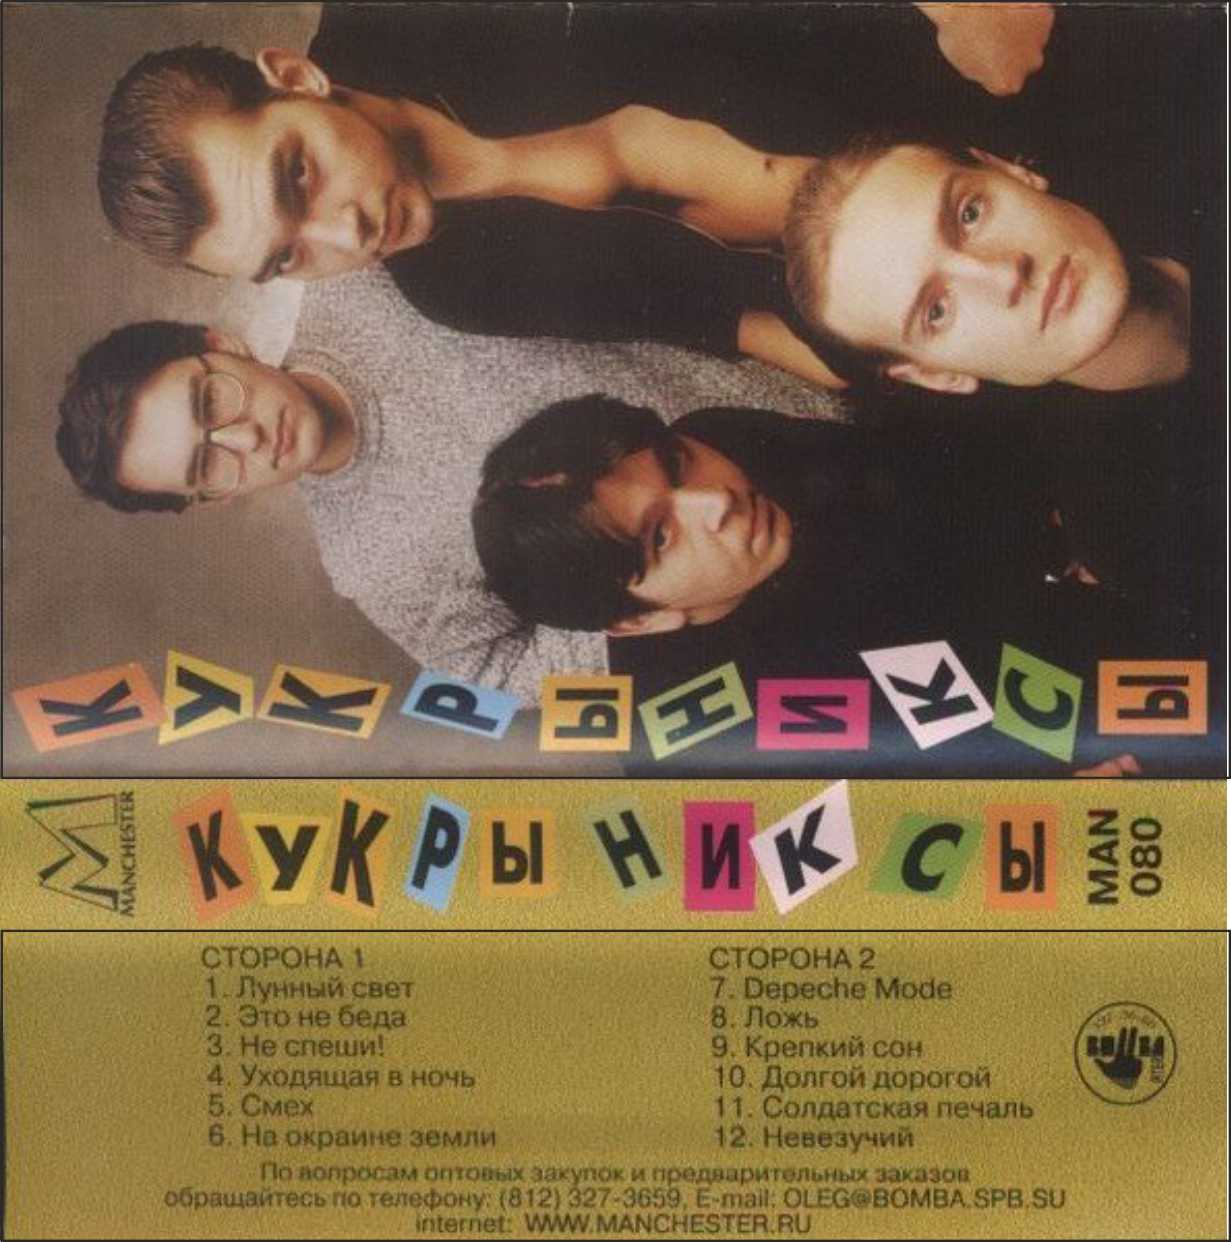 КУКРЫНИКСЫ
MANCHESTER
КУКРЫНИКСЫ
MAN
080
СТОРОНА 1
1. Лунный свет
2. Это не беда
3. Не спеши!
4. Уходящая в ночь
5. Смех
6. На окраине земли
СТОРОНА 2
7. Depeche Mode
8. Ложь
9. Крепкий сон
10. Долгой дорогой
11. Солдатская печаль
12. Невезучий
По вопросам оптовых закупок и предварительных заказов
обращайтесь по телефону: (812) 327-3659, E-mail: OLEG@BOMBA.SPB.SU
internet: WWW.MANCHESTER.RU